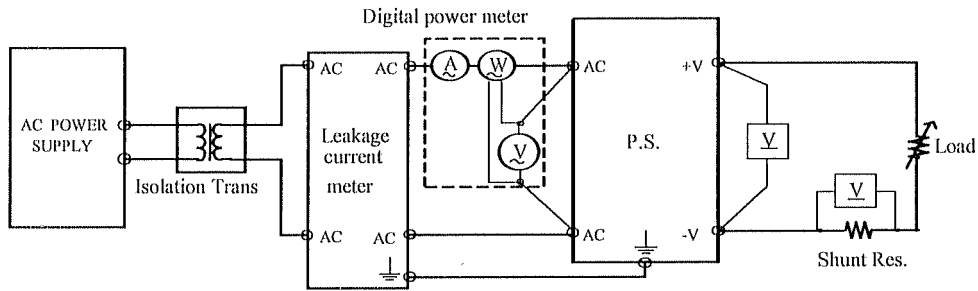 Digital power meter
AC POWER
SUPPLY
Isolation Trans
AC
AC
Leakage
current
meter
AC
AC
A
W
V
AC
AC
P.S.
+V
-V
V
Load
V
Shunt Res.